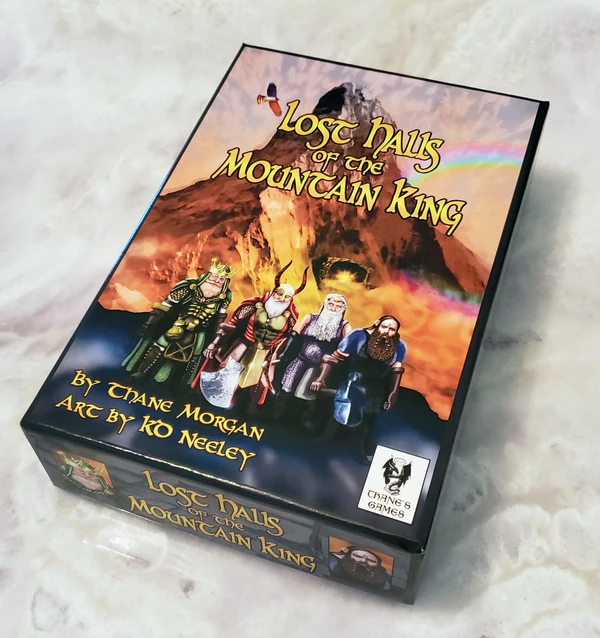 Lost Halls
of the
Mountain King
By Thane Morgan
Art by KD Neeley
Thane's
Games
Lost Halls
of the
Mountain King